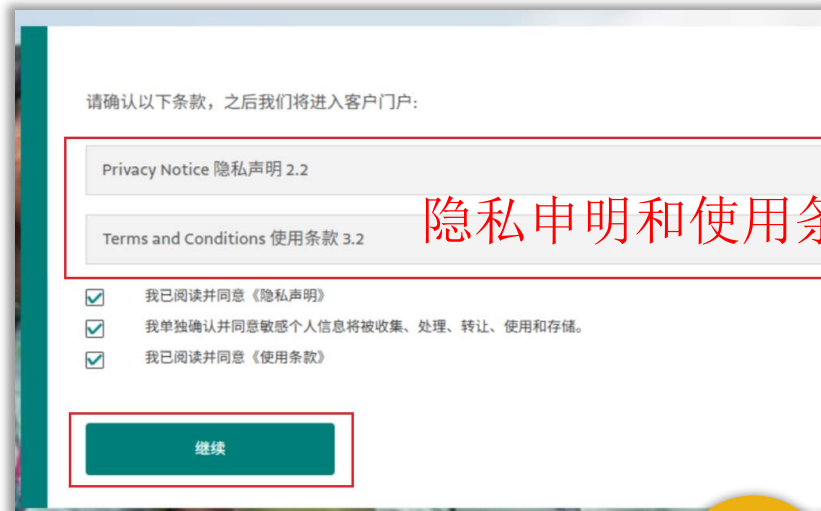 请确认以下条款，之后我们将进入客户门户:
Privacy Notice 隐私声明 2.2
隐私申明和使用条
Terms and Conditions 使用条款 3.2
我已阅读并同意《隐私声明》
我单独确认并同意敏感个人信息将被收集、处理、转让、使用和存储。
我已阅读并同意《使用条款》
继续